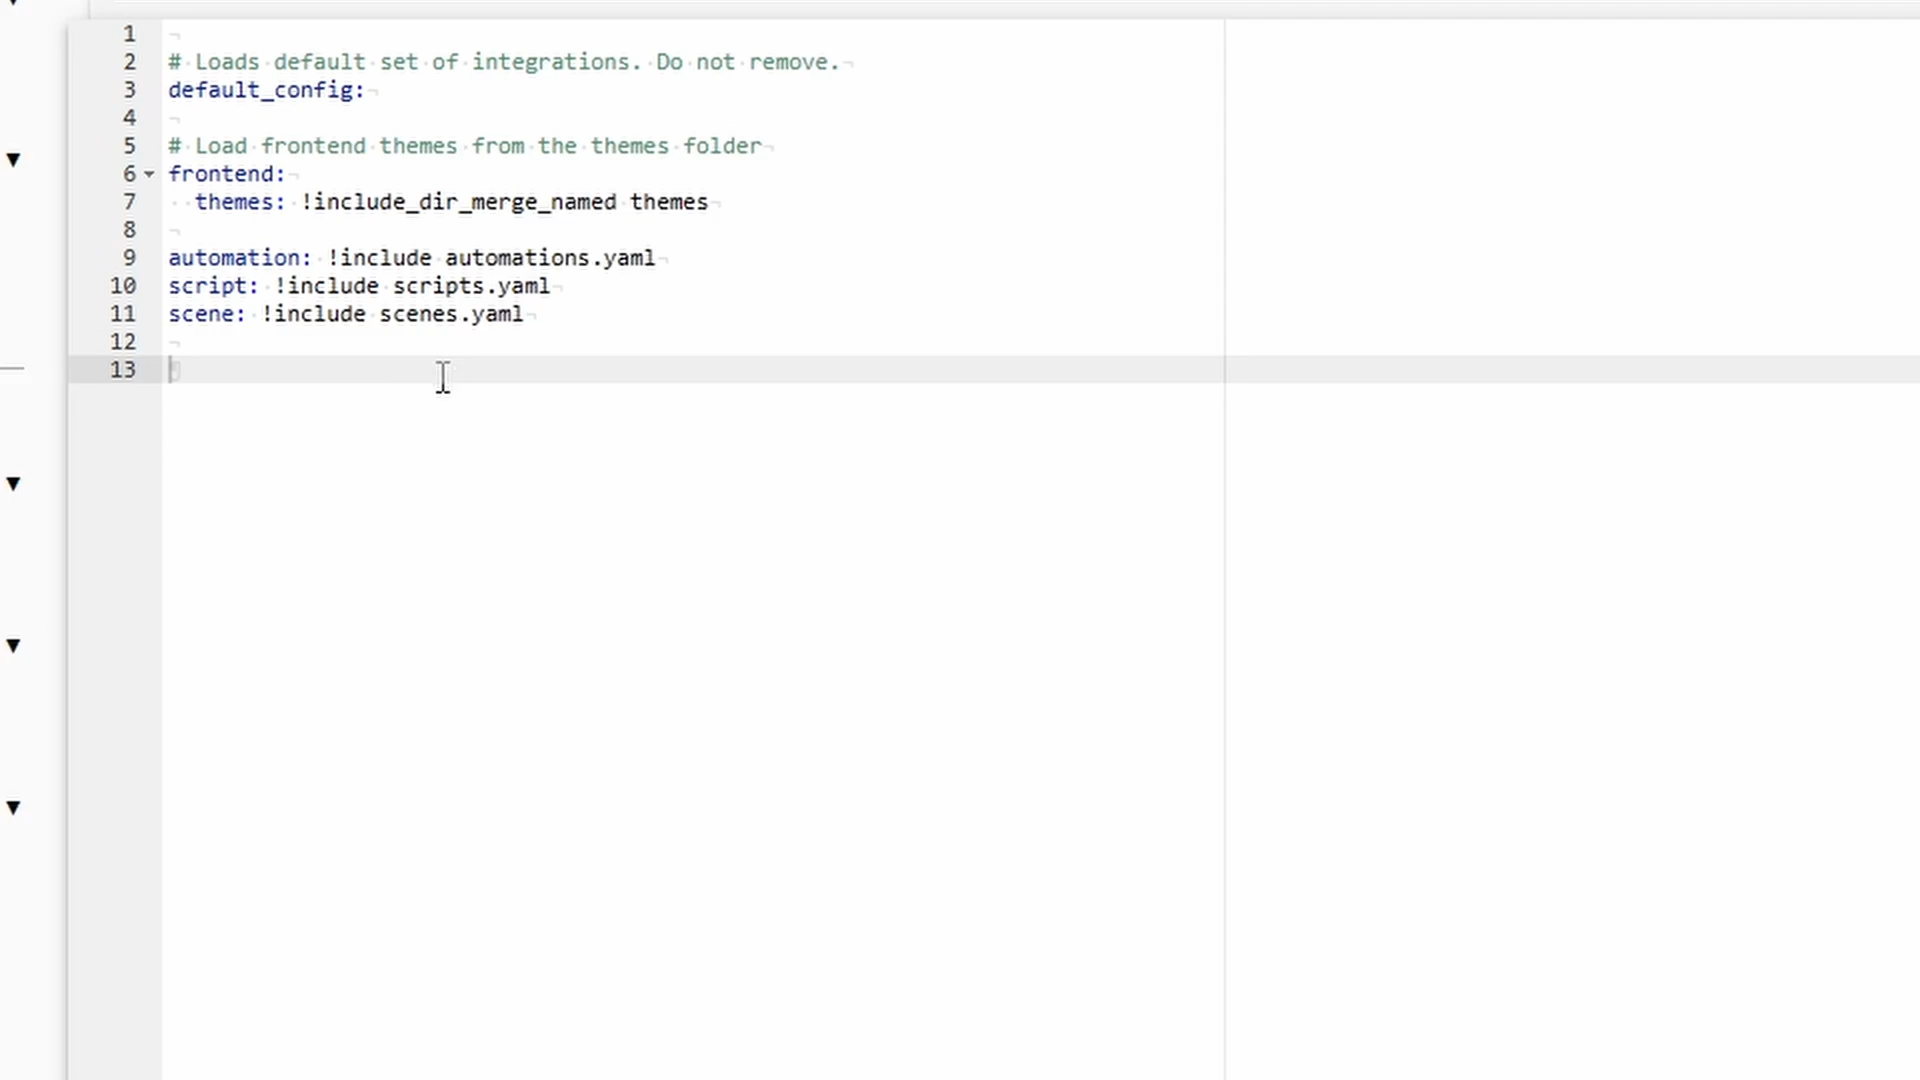 1
2 # Loads default set of integrations. Do not remove.
3 default_config:
4
5 # Load frontend themes from the themes folder
6 frontend:
7   themes: !include_dir_merge_named themes
8
9 automation: !include automations.yaml
10 script: !include scripts.yaml
11 scene: !include scenes.yaml
12
13